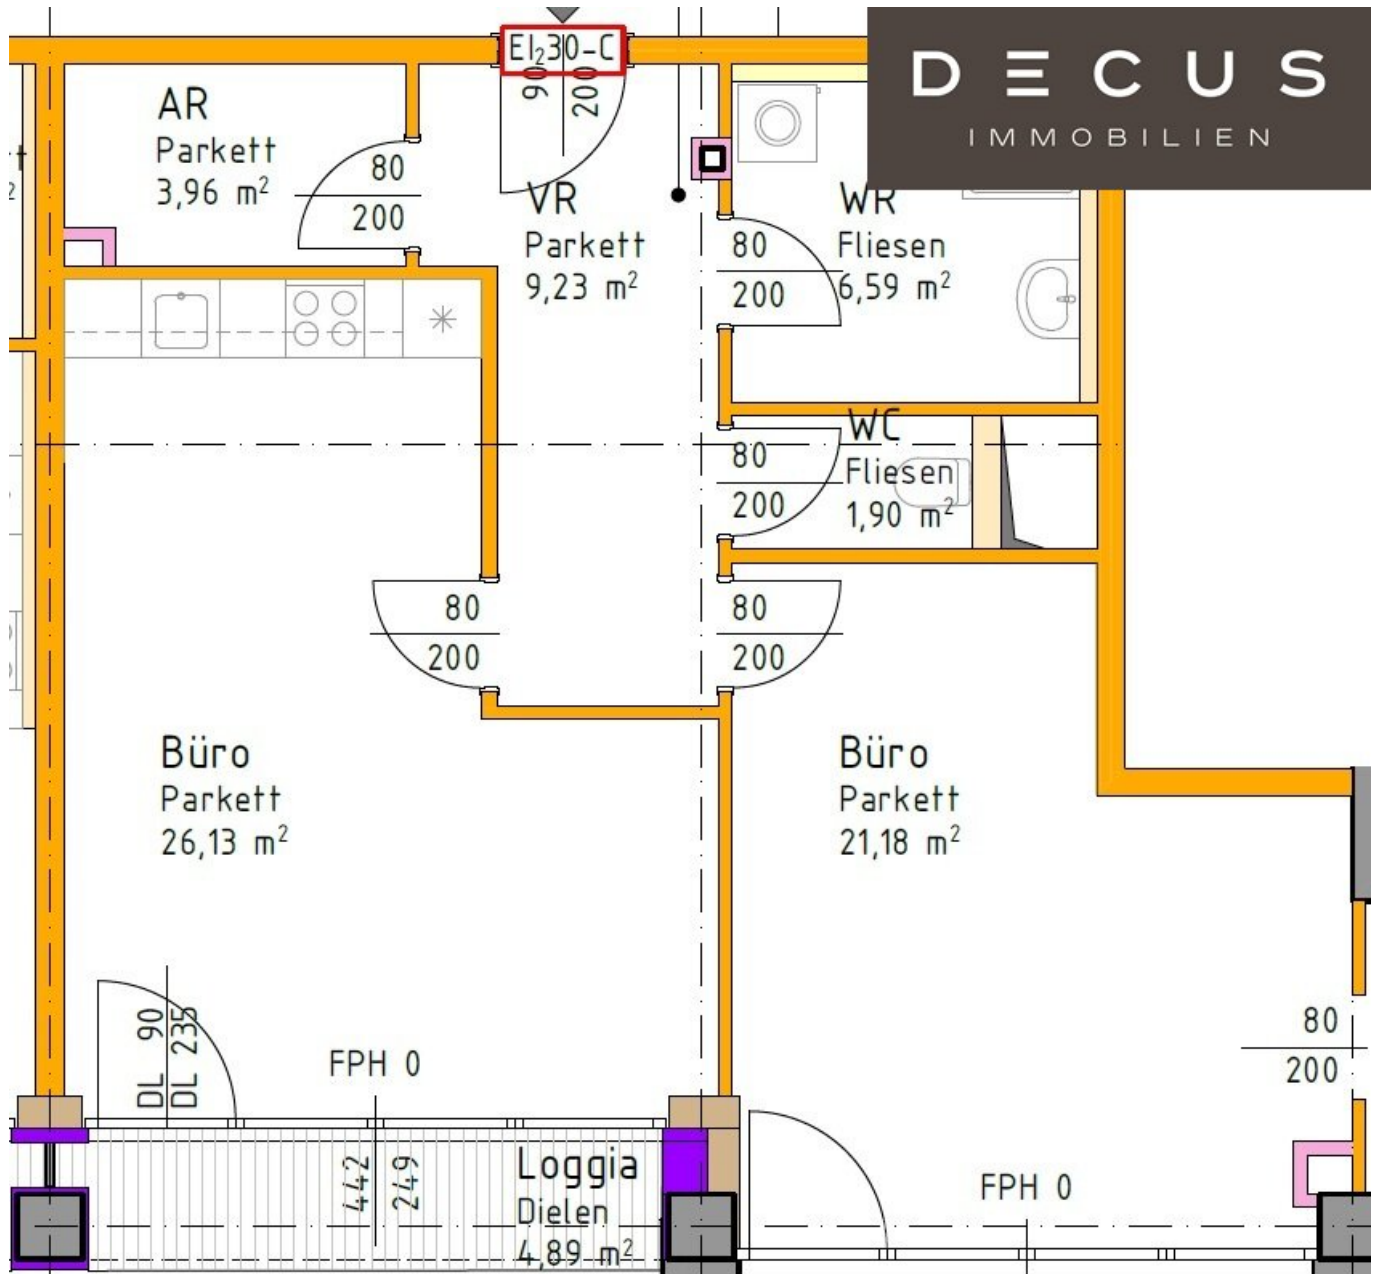 DECUS
IMMOBILIEN
EI₂30-C
90
200
AR
Parkett
3,96 m²
80
200
VR
Parkett
9,23 m²
WR
Fliesen
6,59 m²
80
200
WC
Fliesen
1,90 m²
80
200
80
200
80
200
Büro
Parkett
26,13 m²
Büro
Parkett
21,18 m²
DL 90
DL 235
FPH 0
80
200
442
249
Loggia
Dielen
4,89 m²
FPH 0